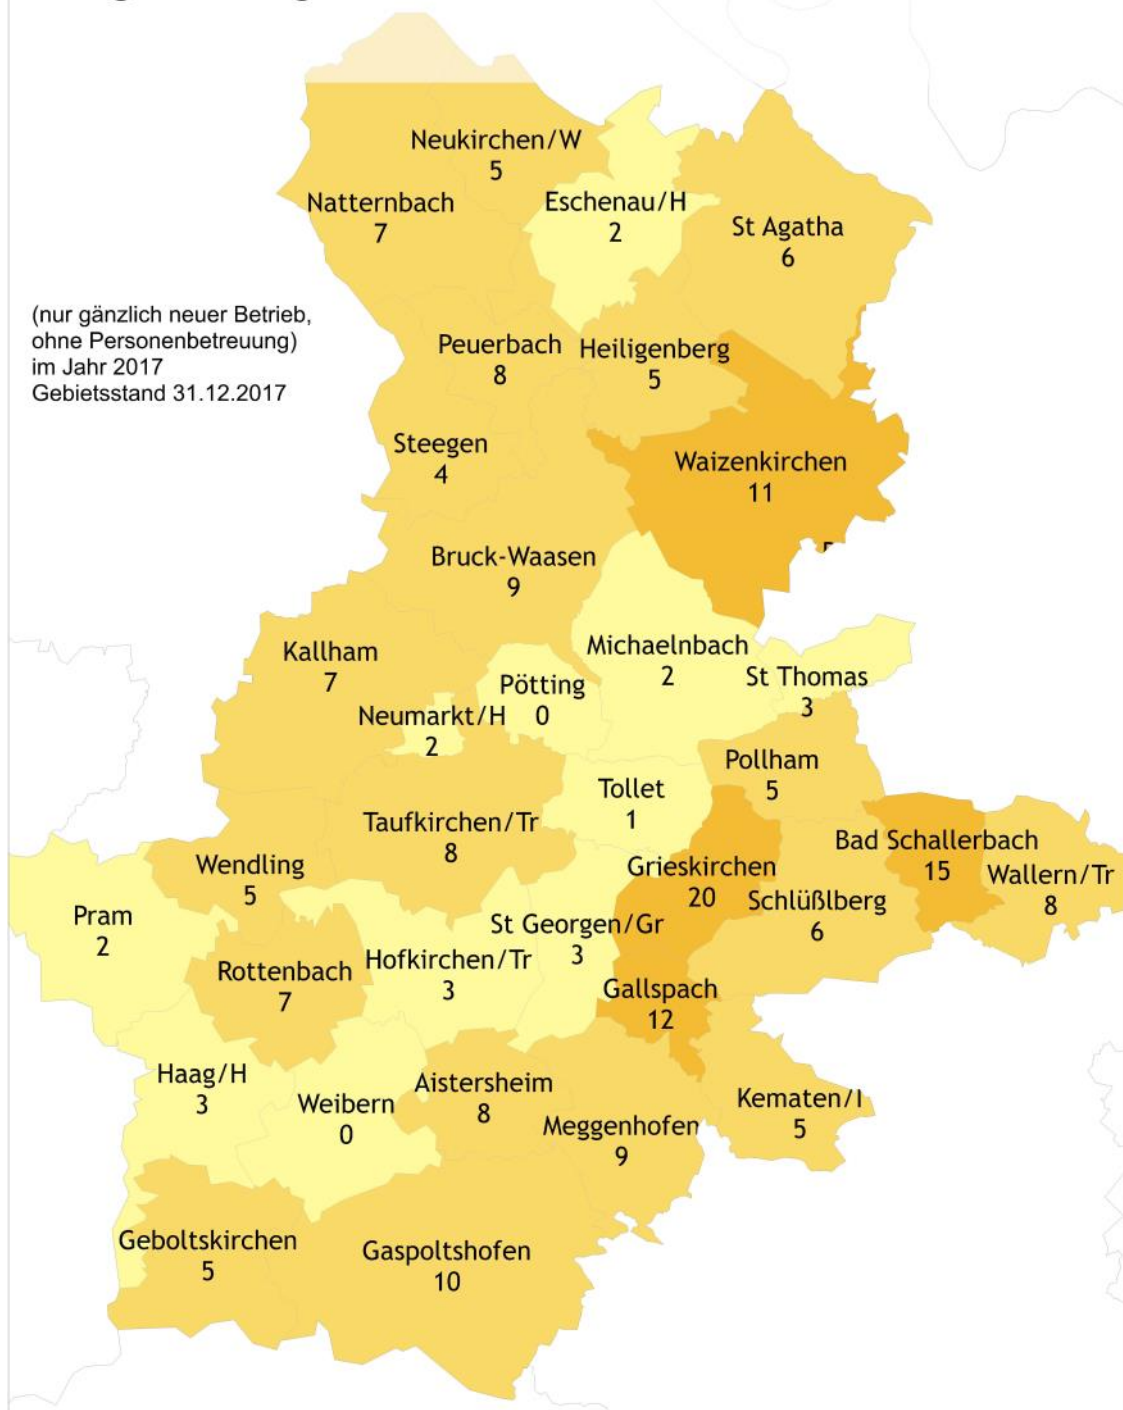 Neukirchen/W
5
Natternbach
7
Eschenau/H
2
St Agatha
6
(nur gänzlich neuer Betrieb,
ohne Personenbetreuung)
im Jahr 2017
Gebietsstand 31.12.2017
Peuerbach
8
Heiligenberg
5
Steegen
4
Waizenkirchen
11
Bruck-Waasen
9
Kallham
7
Michaelnbach
2
St Thomas
3
Pötting
0
Neumarkt/H
2
Pollham
5
Tollet
1
Taufkirchen/Tr
8
Bad Schallerbach
15
Wendling
5
Grieskirchen
20
Wallern/Tr
8
Schlüßlberg
6
Pram
2
St Georgen/Gr
3
Hofkirchen/Tr
3
Rottenbach
7
Gallspach
12
Haag/H
3
Weibern
0
Aistersheim
8
Kematen/I
5
Meggenhofen
9
Geboltskirchen
5
Gaspoltshofen
10